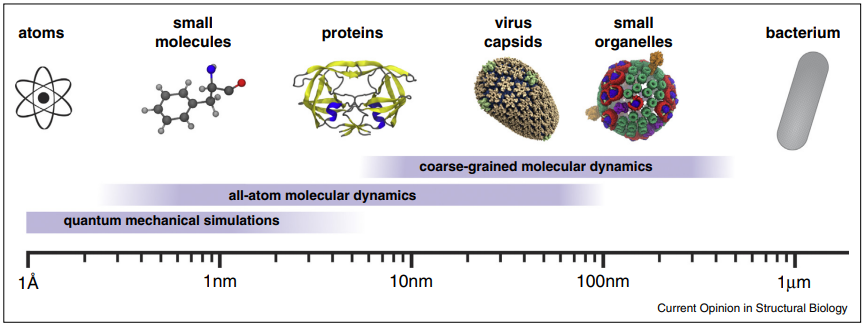 atoms
small
molecules
proteins
virus
capsids
small
organelles
bacterium
coarse-grained molecular dynamics
all-atom molecular dynamics
quantum mechanical simulations
1Å
1nm
10nm
100nm
1μm
Current Opinion in Structural Biology